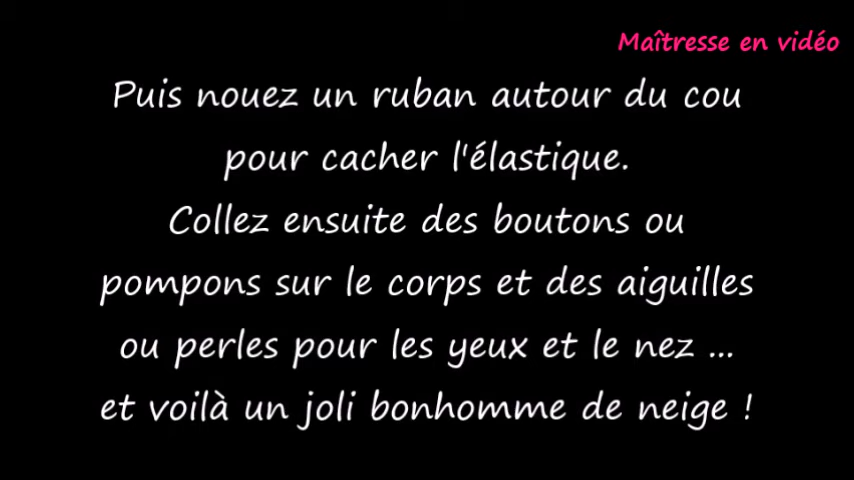 Maîtresse en vidéo
Puis nouez un ruban autour du cou
pour cacher l'élastique.
Collez ensuite des boutons ou
pompons sur le corps et des aiguilles
ou perles pour les yeux et le nez ...
et voilà un joli bonhomme de neige !